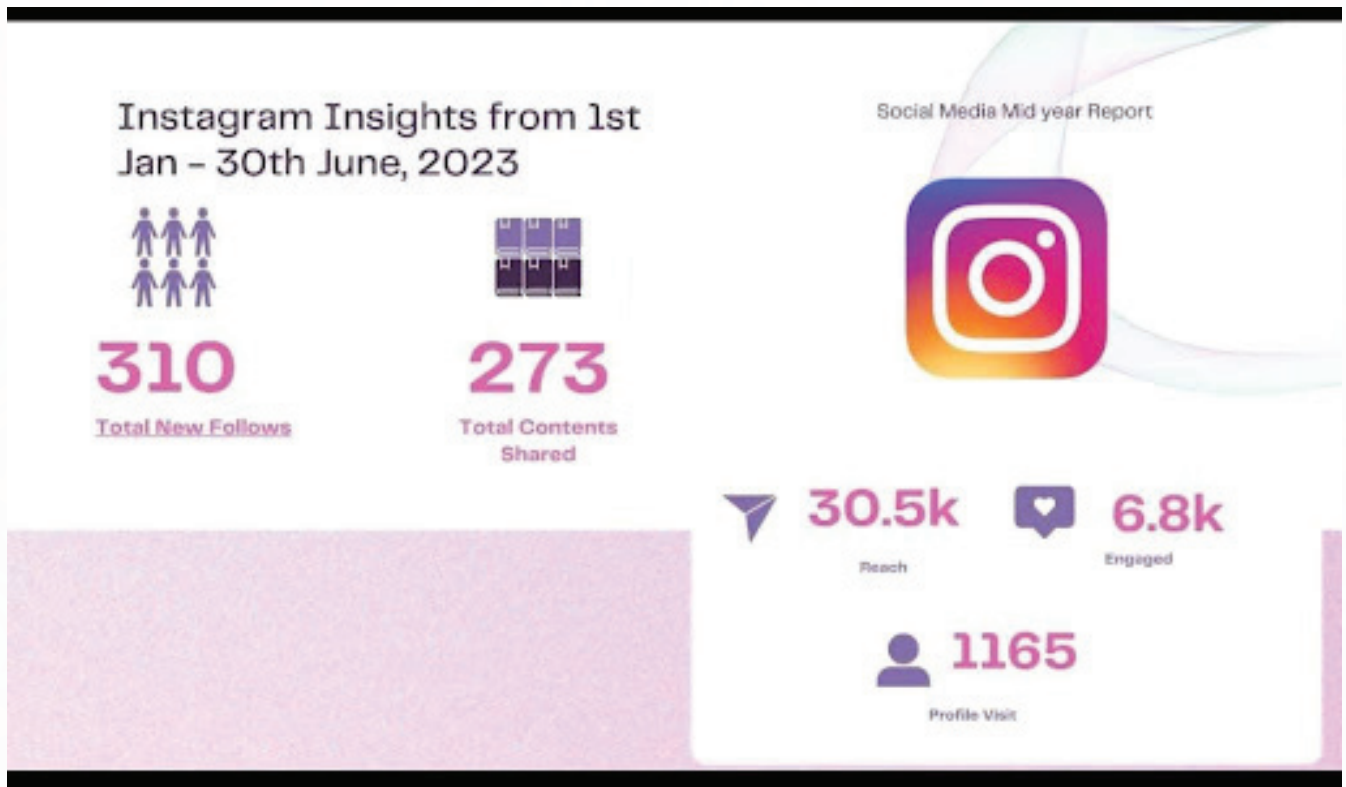 Instagram Insights from 1st
Jan - 30th June, 2023
310
Total New Follows
273
Total Contents
Shared
Social Media Mid year Report
30.5k
Reach
6.8k
Engaged
1165
Profile Visit